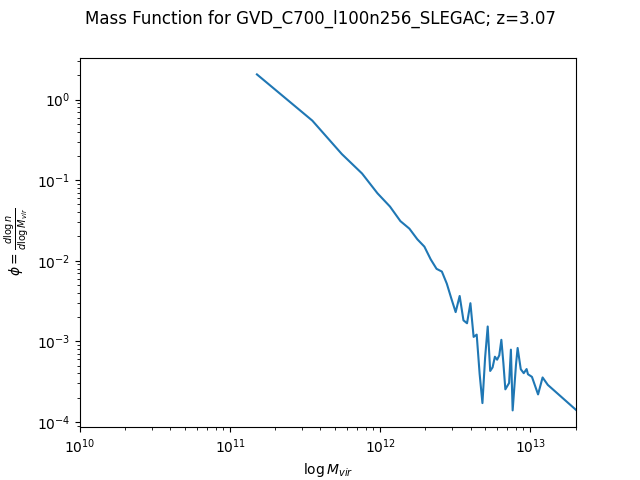 Mass Function for GVD_C700_l100n256_SLEGAC; z=3.07
10^0
10^-1
10^-2
10^-3
10^-4
ϕ = d log n / d log M_vir
10^10 10^11 10^12 10^13
log M_vir